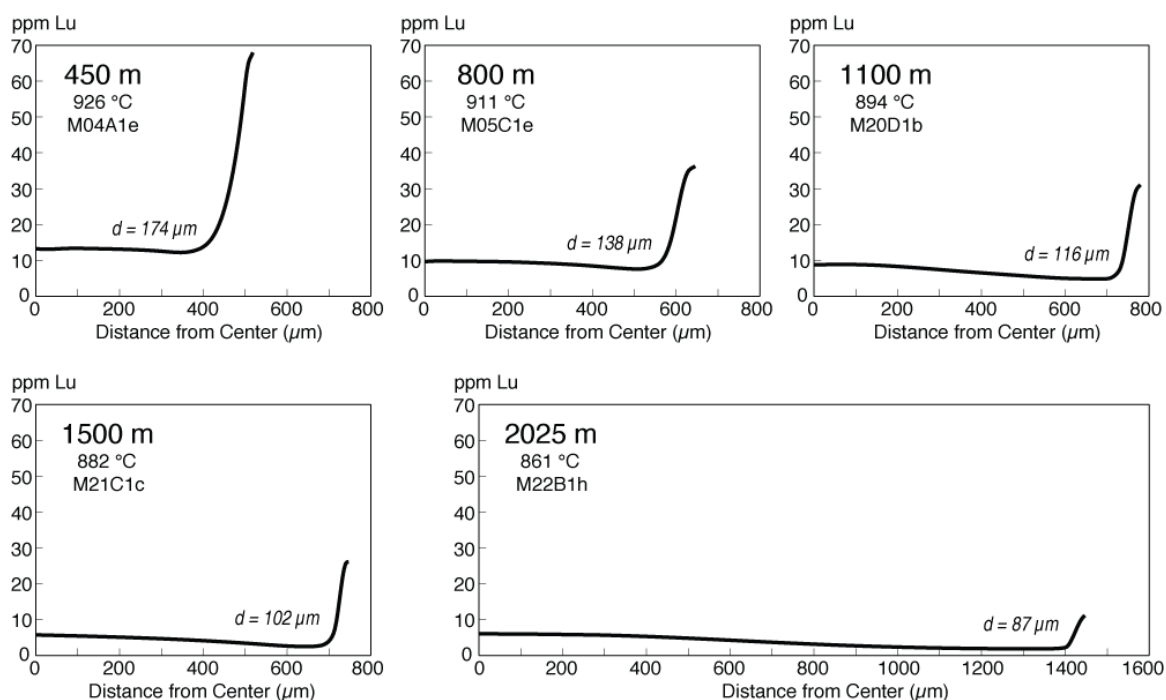 ppm Lu
70
60
50
40
30
20
10
0
450 m
926 °C
M04A1e
d = 174 µm
0 200 400 600 800
Distance from Center (µm)
ppm Lu
70
60
50
40
30
20
10
0
800 m
911 °C
M05C1e
d = 138 µm
0 200 400 600 800
Distance from Center (µm)
ppm Lu
70
60
50
40
30
20
10
0
1100 m
894 °C
M20D1b
d = 116 µm
0 200 400 600 800
Distance from Center (µm)
ppm Lu
70
60
50
40
30
20
10
0
1500 m
882 °C
M21C1c
d = 102 µm
0 200 400 600 800
Distance from Center (µm)
ppm Lu
70
60
50
40
30
20
10
0
2025 m
861 °C
M22B1h
d = 87 µm
0 200 400 600 800 1000 1200 1400 1600
Distance from Center (µm)